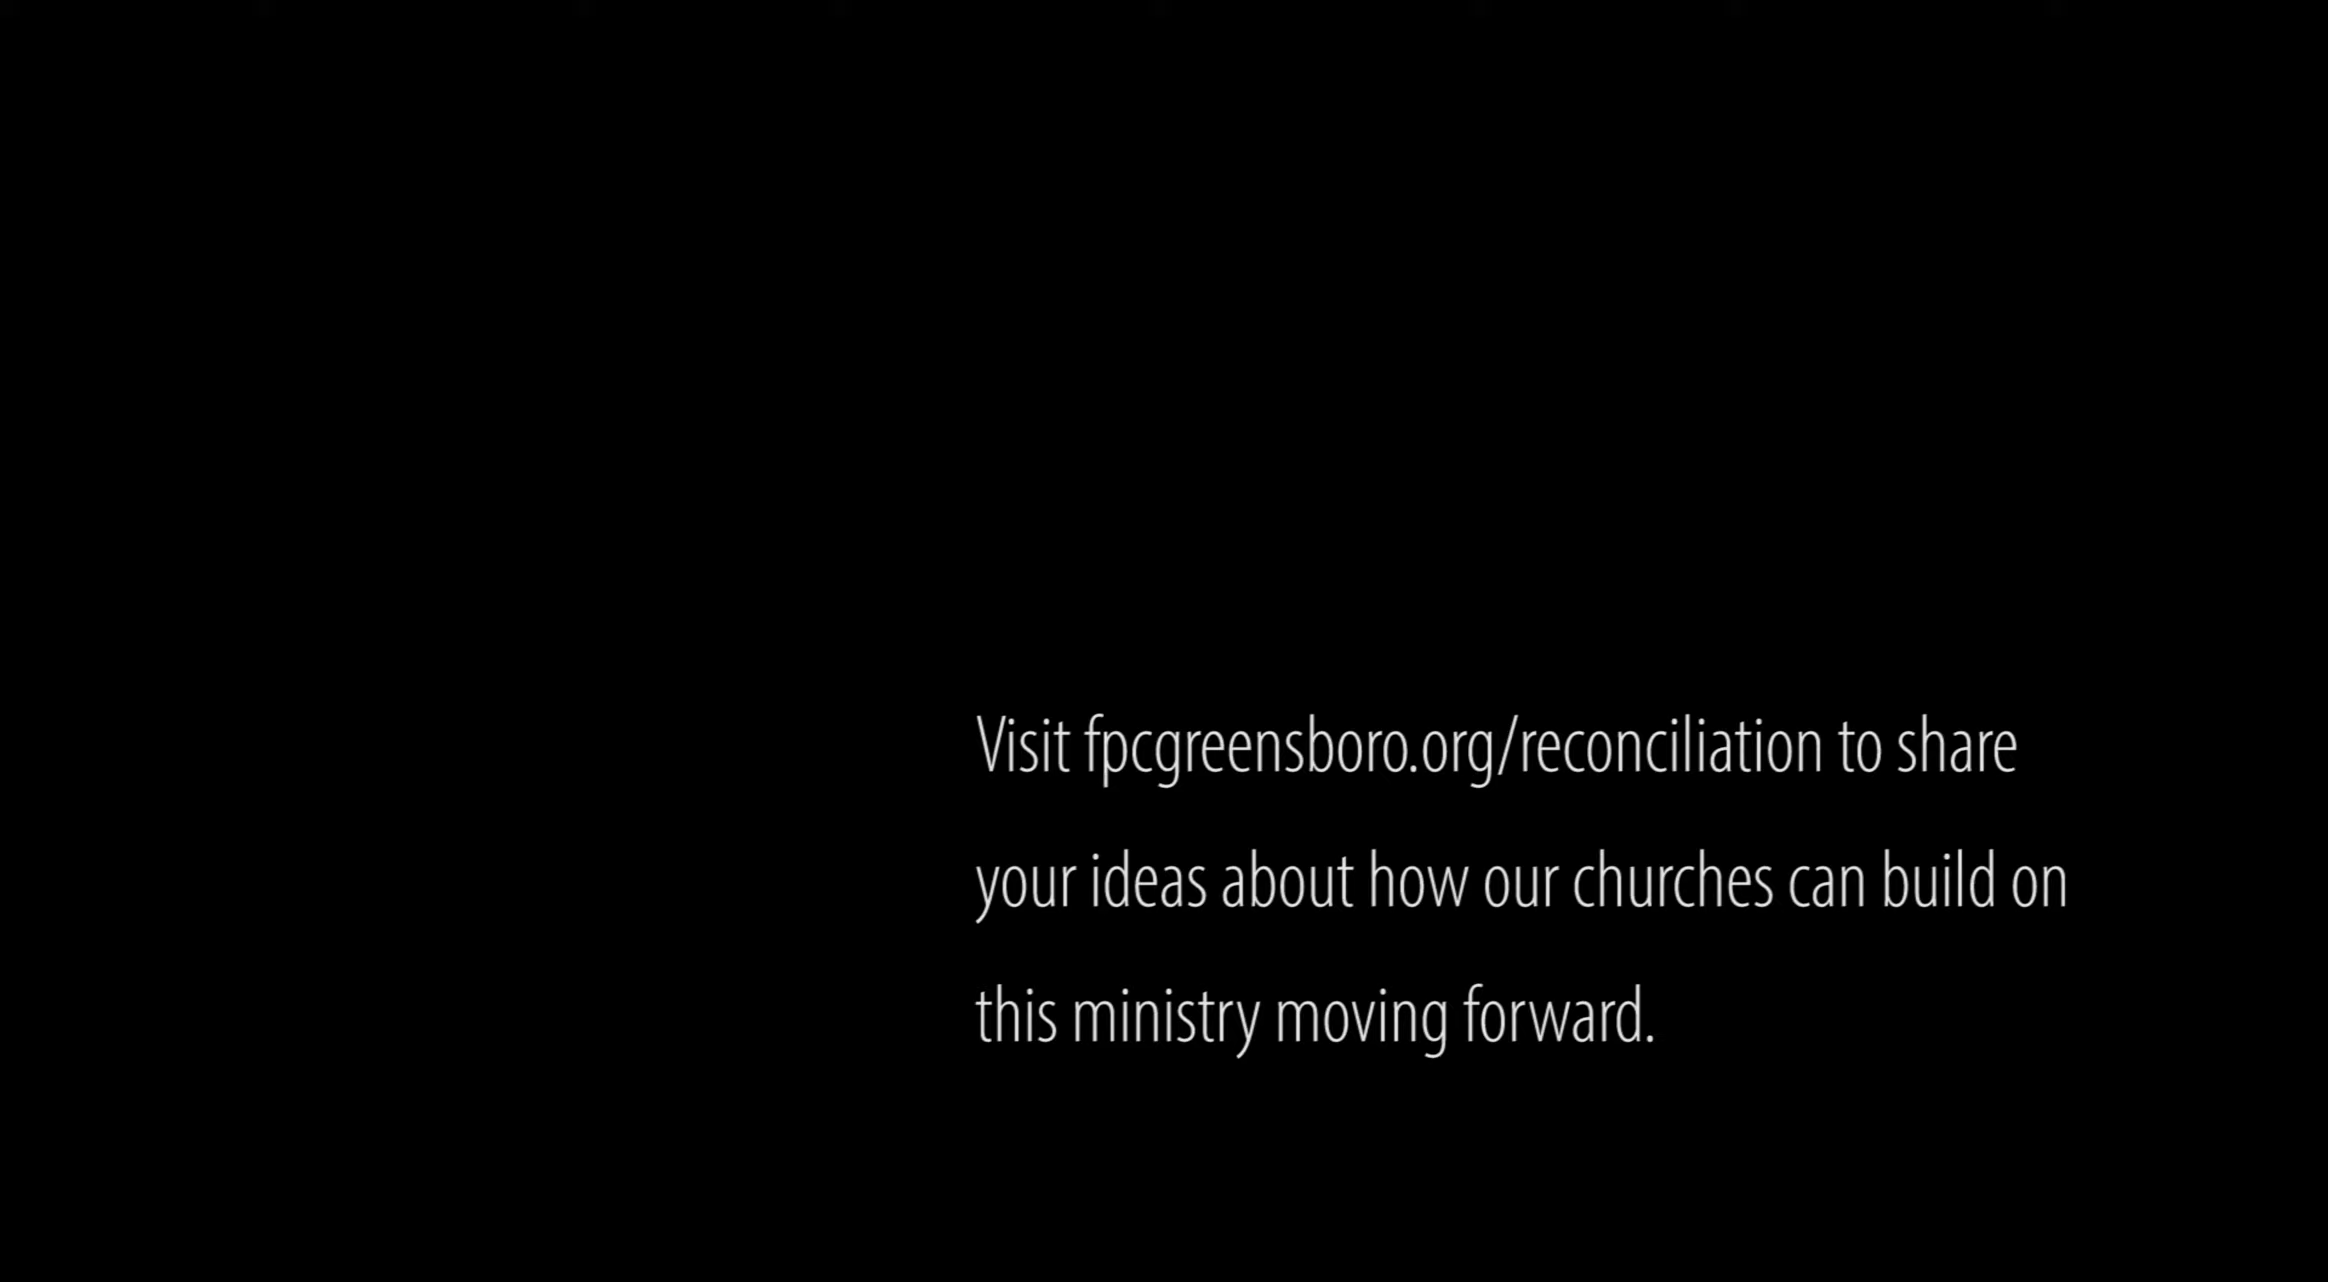 Visit fpcgreensboro.org/reconciliation to share
your ideas about how our churches can build on
this ministry moving forward.